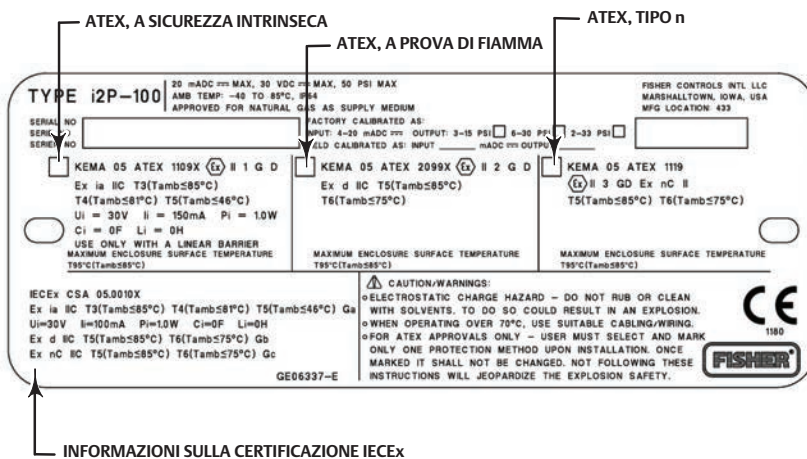 ATEX, A SICUREZZA INTRINSECA
ATEX, A PROVA DI FIAMMA
ATEX, TIPO n
TYPE i2P-100
20 mADC MAX, 30 VDC MAX, 50 PSI MAX
AMB TEMP: -40 TO 85°C, IP64
APPROVED FOR NATURAL GAS AS SUPPLY MEDIUM
FISHER CONTROLS INTL LLC
MARSHALLTOWN, IOWA, USA
MFG LOCATION: 433
SERIAL NO
SERIE
SERIE NO
FACTORY CALIBRATED AS:
INPUT: 4-20 mADC OUTPUT: 3-15 PSI 6-30 PSI 2-33 PSI
FIELD CALIBRATED AS: INPUT ______ mADC OUTPUT
KEMA 05 ATEX 1109X Ex II 1 G D
Ex ia IIC T3(Tamb≤85°C)
T4(Tamb≤81°C) T5(Tamb≤46°C)
Ui = 30V Ii = 150mA Pi = 1.0W
Ci = 0F Li = 0H
USE ONLY WITH A LINEAR BARRIER
MAXIMUM ENCLOSURE SURFACE TEMPERATURE
T95°C(Tamb≤85°C)
KEMA 05 ATEX 2099X Ex II 2 G D
Ex d IIC T5(Tamb≤85°C)
T6(Tamb≤75°C)
MAXIMUM ENCLOSURE SURFACE TEMPERATURE
T95°C(Tamb≤85°C)
KEMA 05 ATEX 1119
Ex II 3 GD Ex nC II
T5(Tamb≤85°C) T6(Tamb≤75°C)
MAXIMUM ENCLOSURE SURFACE TEMPERATURE
T95°C(Tamb≤85°C)
IECEx CSA 05.0010X
Ex ia IIC T3(Tamb≤85°C) T4(Tamb≤81°C) T5(Tamb≤46°C) Ga
Ui=30V Ii=100mA Pi=1.0W Ci=0F Li=0H
Ex d IIC T5(Tamb≤85°C) T6(Tamb≤75°C) Gb
Ex nC IIC T5(Tamb≤85°C) T6(Tamb≤75°C) Gc
GE06337-E
CAUTION/WARNINGS:
ELECTROSTATIC CHARGE HAZARD - DO NOT RUB OR CLEAN
WITH SOLVENTS. TO DO SO COULD RESULT IN AN EXPLOSION.
WHEN OPERATING OVER 70°C, USE SUITABLE CABLING/WIRING.
FOR ATEX APPROVALS ONLY - USER MUST SELECT AND MARK
ONLY ONE PROTECTION METHOD UPON INSTALLATION. ONCE
MARKED IT SHALL NOT BE CHANGED. NOT FOLLOWING THESE
INSTRUCTIONS WILL JEOPARDIZE THE EXPLOSION SAFETY.
CE
1180
FISHER
INFORMAZIONI SULLA CERTIFICAZIONE IECEx